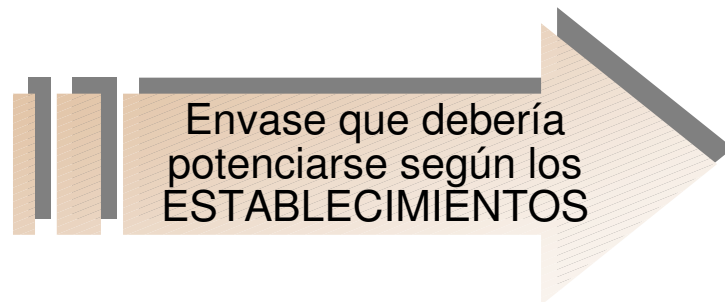 Envase que debería
potenciarse según los
ESTABLECIMIENTOS